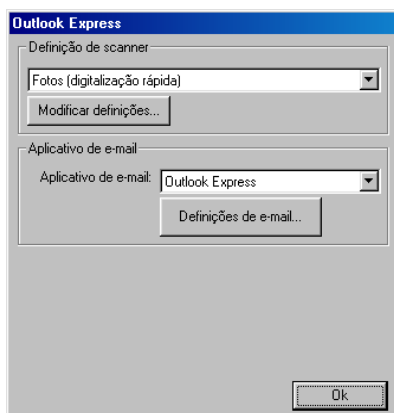 Outlook Express
Definição de scanner
Fotos (digitalização rápida)
Modificar definições...
Aplicativo de e-mail
Aplicativo de e-mail: Outlook Express
Definições de e-mail...
Ok